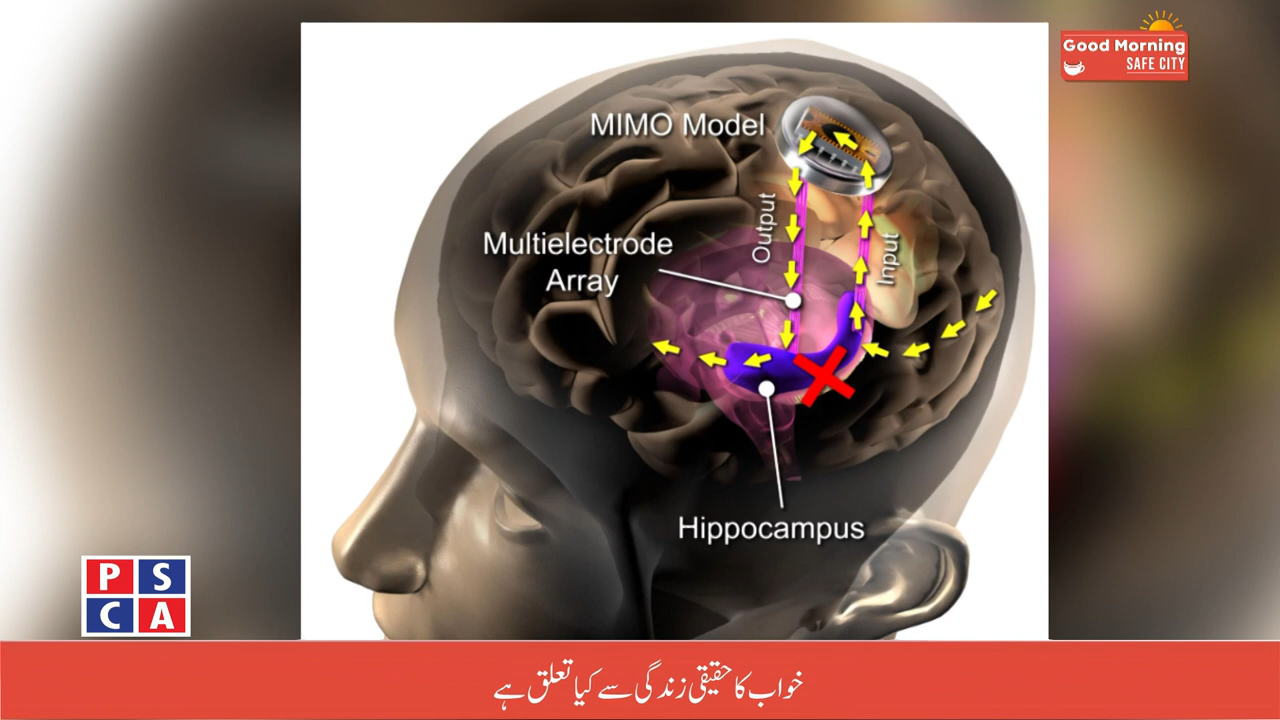 Good Morning
SAFE CITY
MIMO Model
Output
Input
Multielectrode
Array
Hippocampus
P S
C A
خواب کا حقیقی زندگی سے کیا تعلق ہے